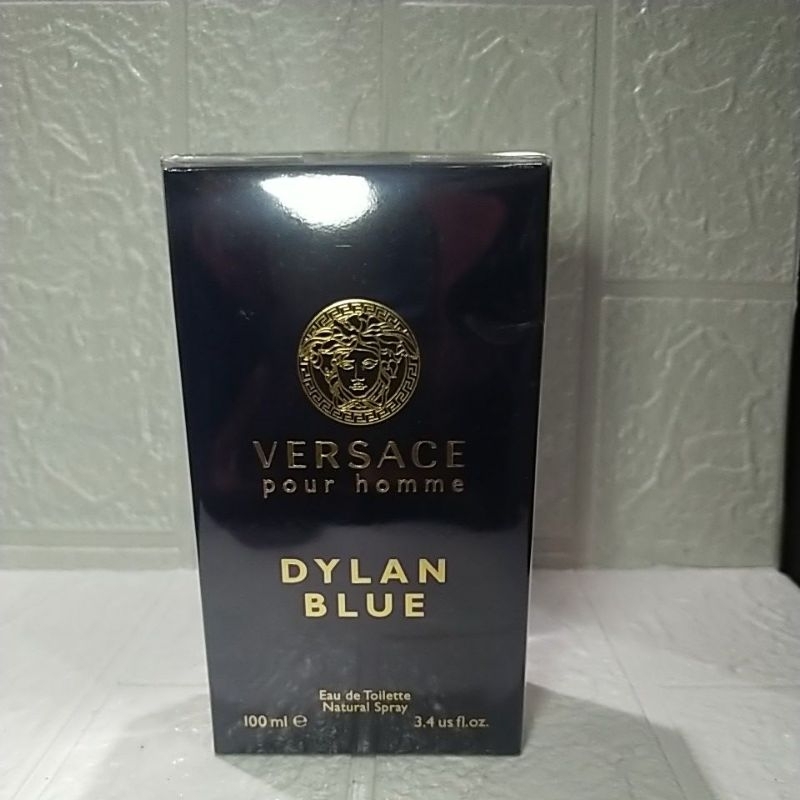 VERSACE
pour homme
DYLAN
BLUE
Eau de Toilette
Natural Spray
100 ml ℮ 3.4 us fl.oz.